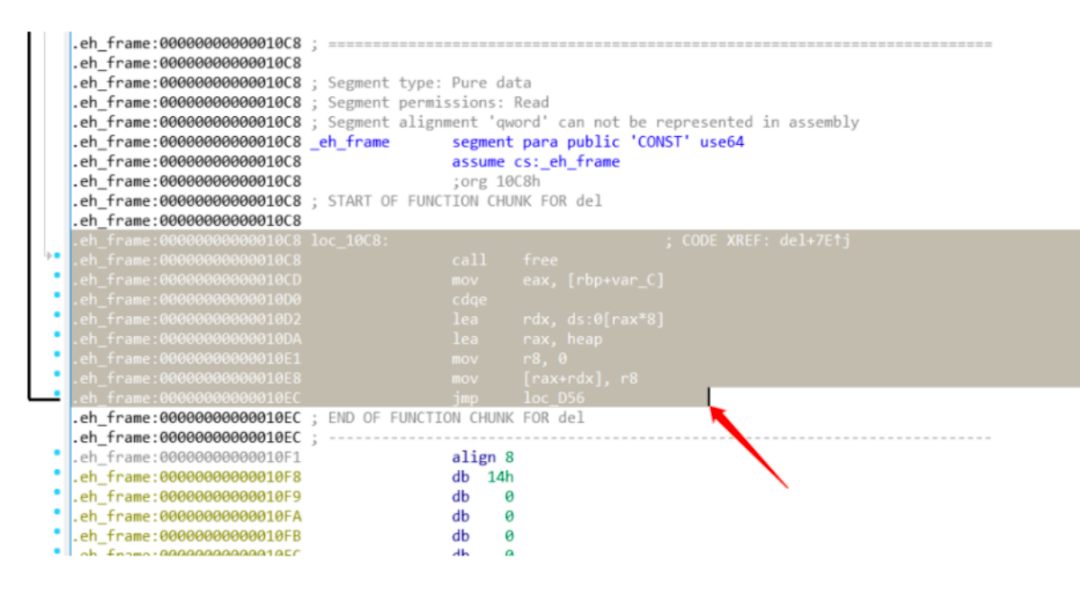 .eh_frame:00000000000010C8 ; ===========================================================================
.eh_frame:00000000000010C8
.eh_frame:00000000000010C8 ; Segment type: Pure data
.eh_frame:00000000000010C8 ; Segment permissions: Read
.eh_frame:00000000000010C8 ; Segment alignment 'qword' can not be represented in assembly
.eh_frame:00000000000010C8 _eh_frame segment para public 'CONST' use64
.eh_frame:00000000000010C8 assume cs:_eh_frame
.eh_frame:00000000000010C8 ;org 10C8h
.eh_frame:00000000000010C8 ; START OF FUNCTION CHUNK FOR del
.eh_frame:00000000000010C8
.eh_frame:00000000000010C8 loc_10C8: ; CODE XREF: del+7E↑j
.eh_frame:00000000000010C8 call free
.eh_frame:00000000000010CD mov eax, [rbp+var_C]
.eh_frame:00000000000010D0 cdqe
.eh_frame:00000000000010D2 lea rdx, ds:0[rax*8]
.eh_frame:00000000000010DA lea rax, heap
.eh_frame:00000000000010E1 mov r8, 0
.eh_frame:00000000000010E8 mov [rax+rdx], r8
.eh_frame:00000000000010EC jmp loc_D56
.eh_frame:00000000000010EC ; END OF FUNCTION CHUNK FOR del
.eh_frame:00000000000010EC ; ---------------------------------------------------------------------------
.eh_frame:00000000000010F1 align 8
.eh_frame:00000000000010F8 db 14h
.eh_frame:00000000000010F9 db 0
.eh_frame:00000000000010FA db 0
.eh_frame:00000000000010FB db 0
.eh_frame:00000000000010FC db 0